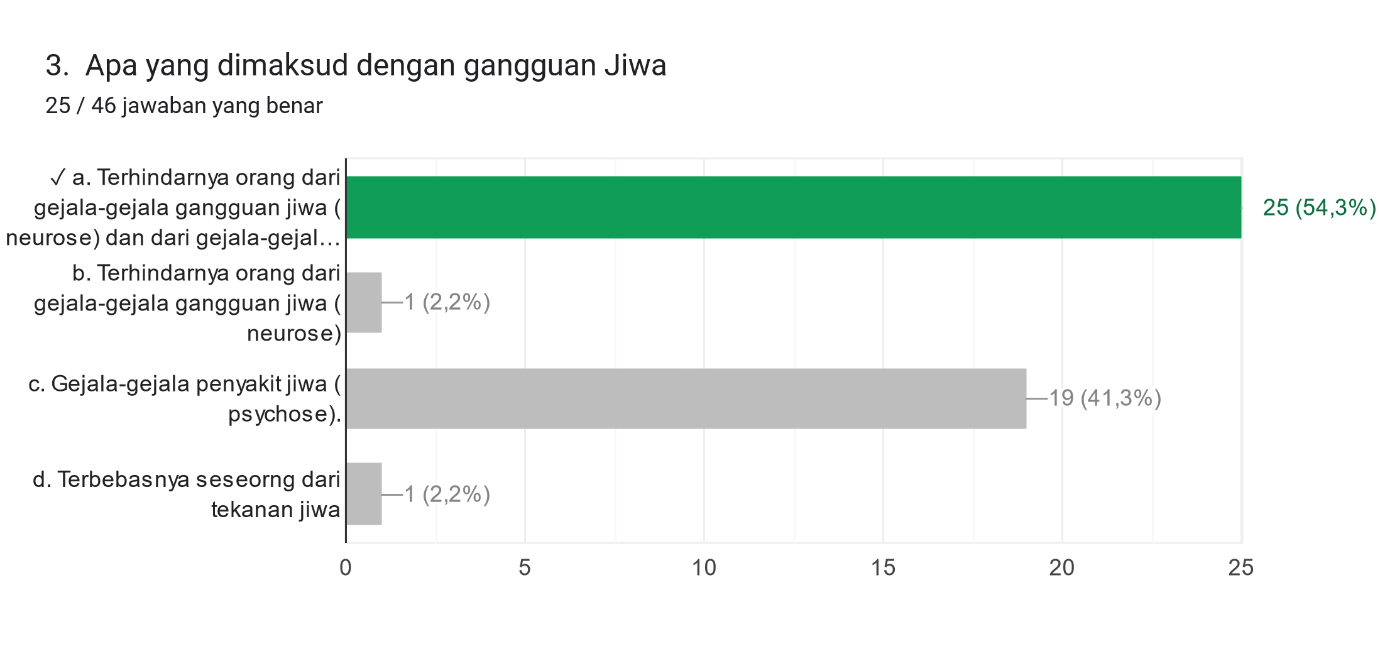 3. Apa yang dimaksud dengan gangguan Jiwa
25 / 46 jawaban yang benar
✓ a. Terhindarnya orang dari
gejala-gejala gangguan jiwa (
neurose) dan dari gejala-gejal…
25 (54,3%)
b. Terhindarnya orang dari
gejala-gejala gangguan jiwa (
neurose)
1 (2,2%)
c. Gejala-gejala penyakit jiwa (
psychose).
19 (41,3%)
d. Terbebasnya seseorng dari
tekanan jiwa
1 (2,2%)
0 5 10 15 20 25